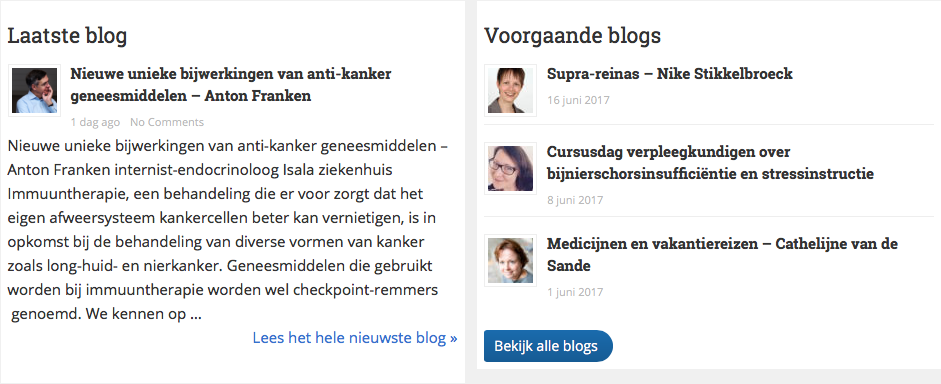 Laatste blog
Nieuwe unieke bijwerkingen van anti-kanker
geneesmiddelen – Anton Franken
1 dag ago No Comments
Nieuwe unieke bijwerkingen van anti-kanker geneesmiddelen –
Anton Franken internist-endocrinoloog Isala ziekenhuis
Immuuntherapie, een behandeling die er voor zorgt dat het
eigen afweersysteem kankercellen beter kan vernietigen, is in
opkomst bij de behandeling van diverse vormen van kanker
zoals long-huid- en nierkanker. Geneesmiddelen die gebruikt
worden bij immuuntherapie worden wel checkpoint-remmers
genoemd. We kennen op ...
Lees het hele nieuwste blog »
Voorgaande blogs
Supra-reinas – Nike Stikkelbroeck
16 juni 2017
Cursusdag verpleegkundigen over
bijnierschorsinsufficiëntie en stressinstructie
8 juni 2017
Medicijnen en vakantiereizen – Cathelijne van de
Sande
1 juni 2017
Bekijk alle blogs